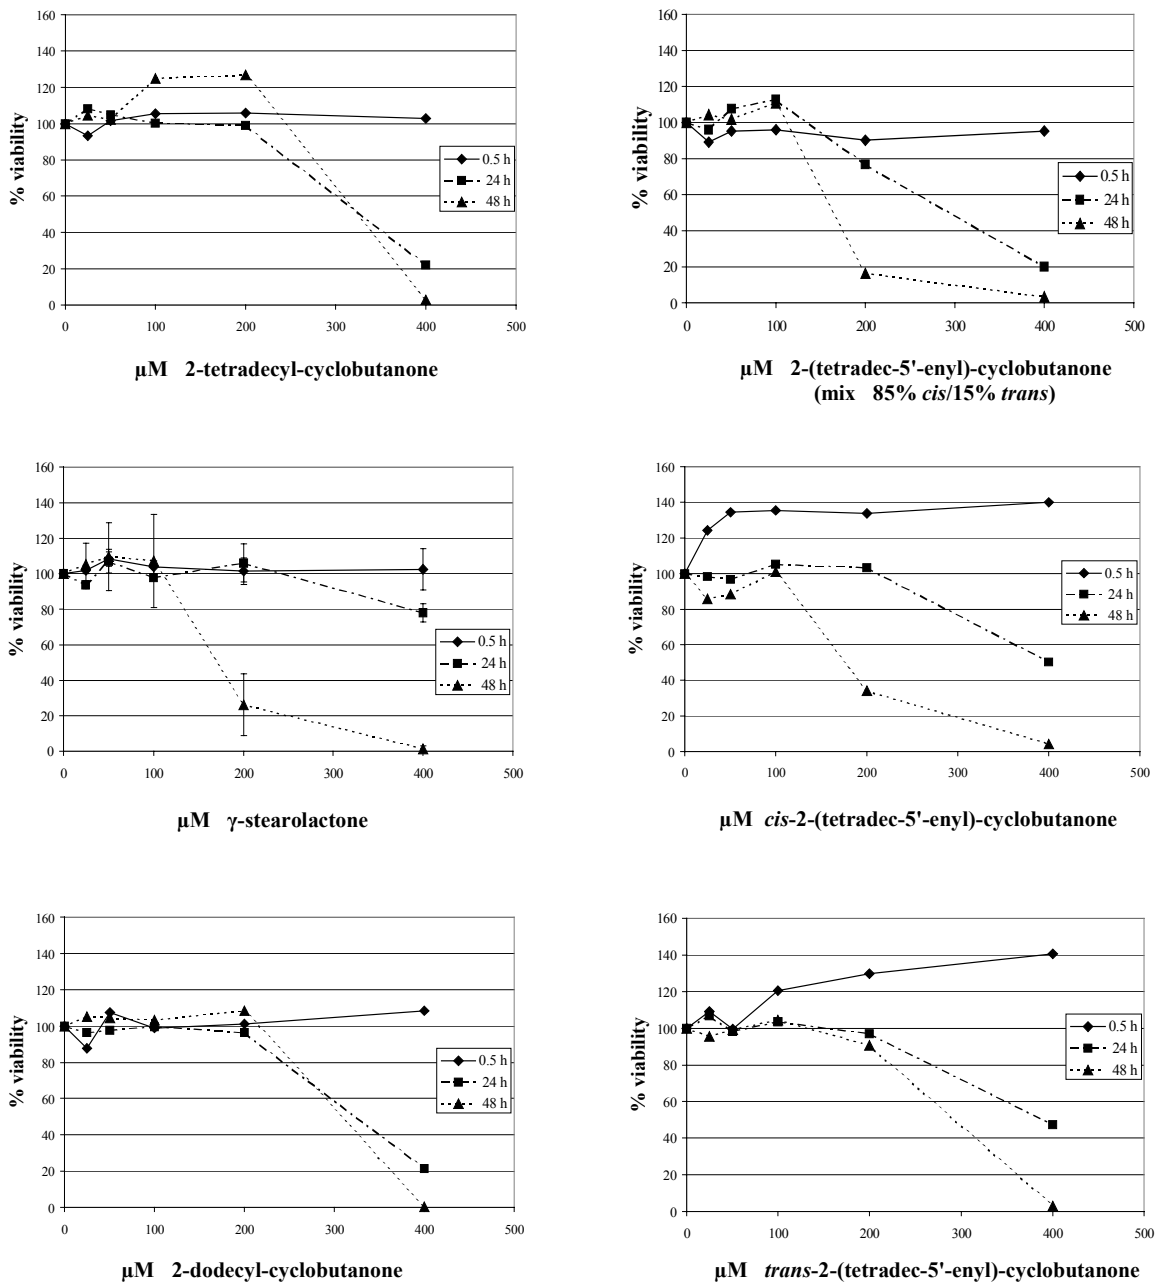 160
140
120
100
80
60
40
20
0
% viability
0 100 200 300 400 500
0.5 h
24 h
48 h
µM 2-tetradecyl-cyclobutanone
160
140
120
100
80
60
40
20
0
% viability
0 100 200 300 400 500
0.5 h
24 h
48 h
µM 2-(tetradec-5'-enyl)-cyclobutanone
(mix 85% cis/15% trans)
160
140
120
100
80
60
40
20
0
% viability
0 100 200 300 400 500
0.5 h
24 h
48 h
µM γ-stearolactone
160
140
120
100
80
60
40
20
0
% viability
0 100 200 300 400 500
0.5 h
24 h
48 h
µM cis-2-(tetradec-5'-enyl)-cyclobutanone
160
140
120
100
80
60
40
20
0
% viability
0 100 200 300 400 500
0.5 h
24 h
48 h
µM 2-dodecyl-cyclobutanone
160
140
120
100
80
60
40
20
0
% viability
0 100 200 300 400 500
0.5 h
24 h
48 h
µM trans-2-(tetradec-5'-enyl)-cyclobutanone